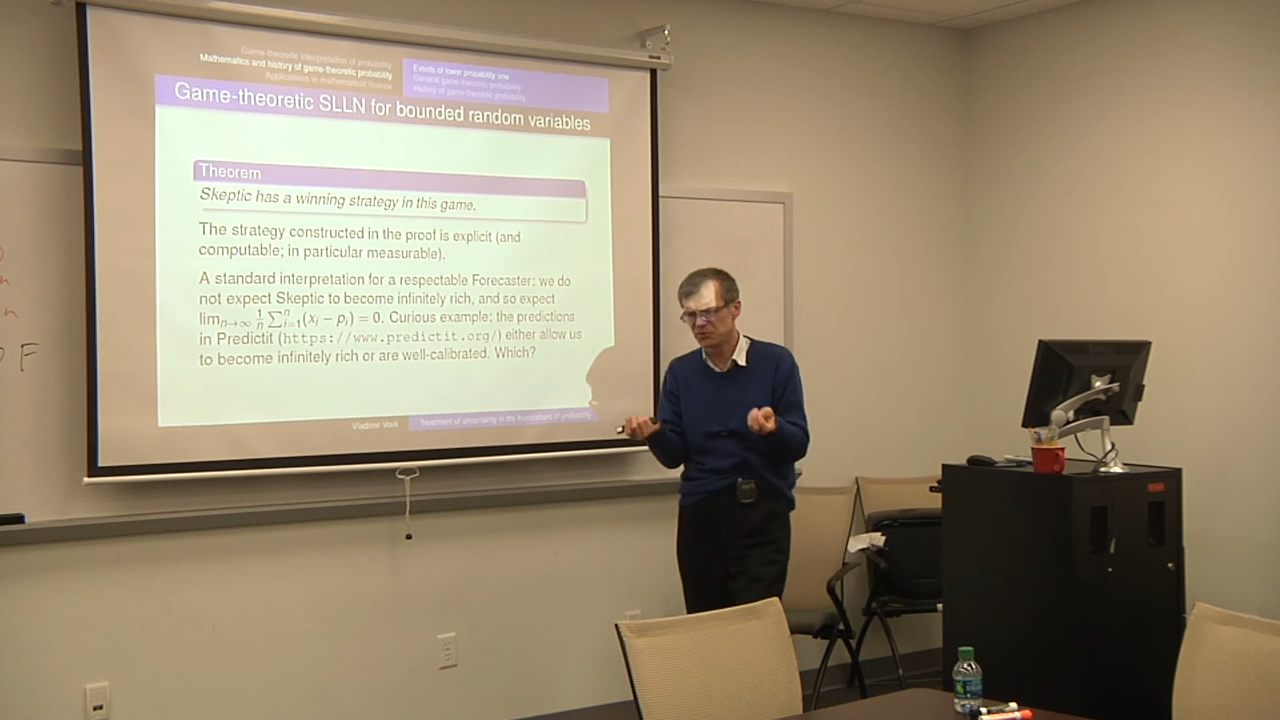 Game-theoretic interpretation of probability
Mathematics and history of game-theoretic probability
Applications in mathematical finance
Events of lower probability one
General game-theoretic probability
History of game-theoretic probability
Game-theoretic SLLN for bounded random variables
Theorem
Skeptic has a winning strategy in this game.
The strategy constructed in the proof is explicit (and
computable; in particular measurable).
A standard interpretation for a respectable Forecaster: we do
not expect Skeptic to become infinitely rich, and so expect
lim_{n→∞} 1/n ∑_{i=1}^{n}(x_i − p_i) = 0. Curious example: the predictions
in Predictit (https://www.predictit.org/) either allow us
to become infinitely rich or are well-calibrated. Which?
Vladimir Vovk
Treatment of uncertainty in the foundations of probability
F